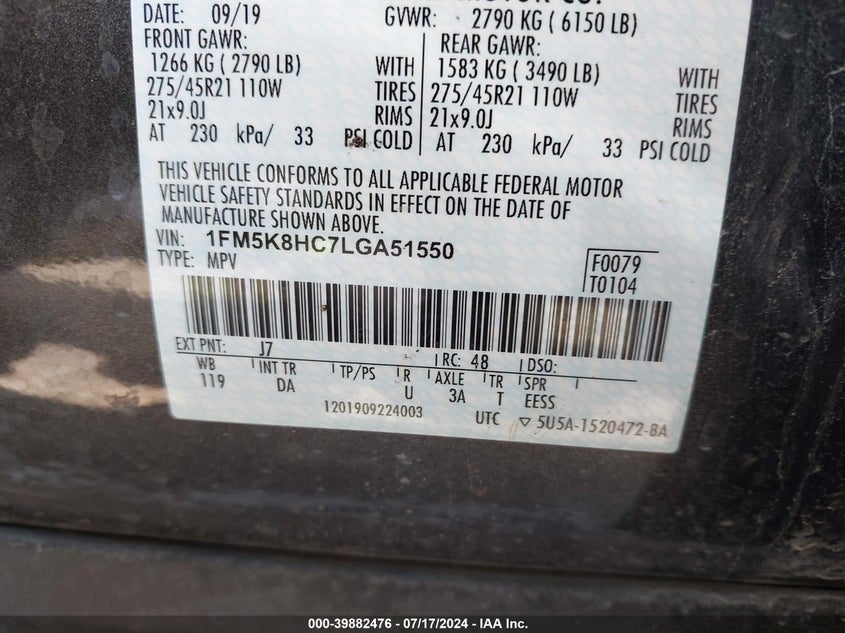 MOTOR CO.
DATE: 09/19 GVWR: 2790 KG ( 6150 LB)
FRONT GAWR: REAR GAWR:
1266 KG ( 2790 LB) WITH 1583 KG ( 3490 LB) WITH
275/45R21 110W TIRES 275/45R21 110W TIRES
21x9.0J RIMS 21x9.0J RIMS
AT 230 kPa/ 33 PSI COLD AT 230 kPa/ 33 PSI COLD
THIS VEHICLE CONFORMS TO ALL APPLICABLE FEDERAL MOTOR
VEHICLE SAFETY STANDARDS IN EFFECT ON THE DATE OF
MANUFACTURE SHOWN ABOVE.
VIN: 1FM5K8HC7LGA51550
TYPE: MPV
F0079
T0104
EXT PNT: J7 RC: 48 DSO:
WB INT TR TP/PS R AXLE TR SPR
119 DA U 3A T EESS
1201909224003 UTC ▽ 5U5A-1520472-BA
000-39882476 - 07/17/2024 - IAA Inc.